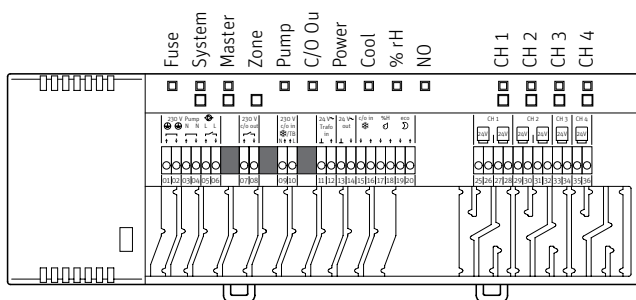 Fuse System Master Zone Pump C/O Ou Power Cool % rH NO CH 1 CH 2 CH 3 CH 4
230 V Pump 230 V 230 V 24 V 24 V c/o in %H eco CH 1 CH 2 CH 3 CH 4
N N L L c/o out c/o in Trafo out 24V 24V 24V 24V 24V 24V
/TB in
N L
01 02 03 04 05 06 07 08 09 10 11 12 13 14 15 16 17 18 19 20 25 26 27 28 29 30 31 32 33 34 35 36